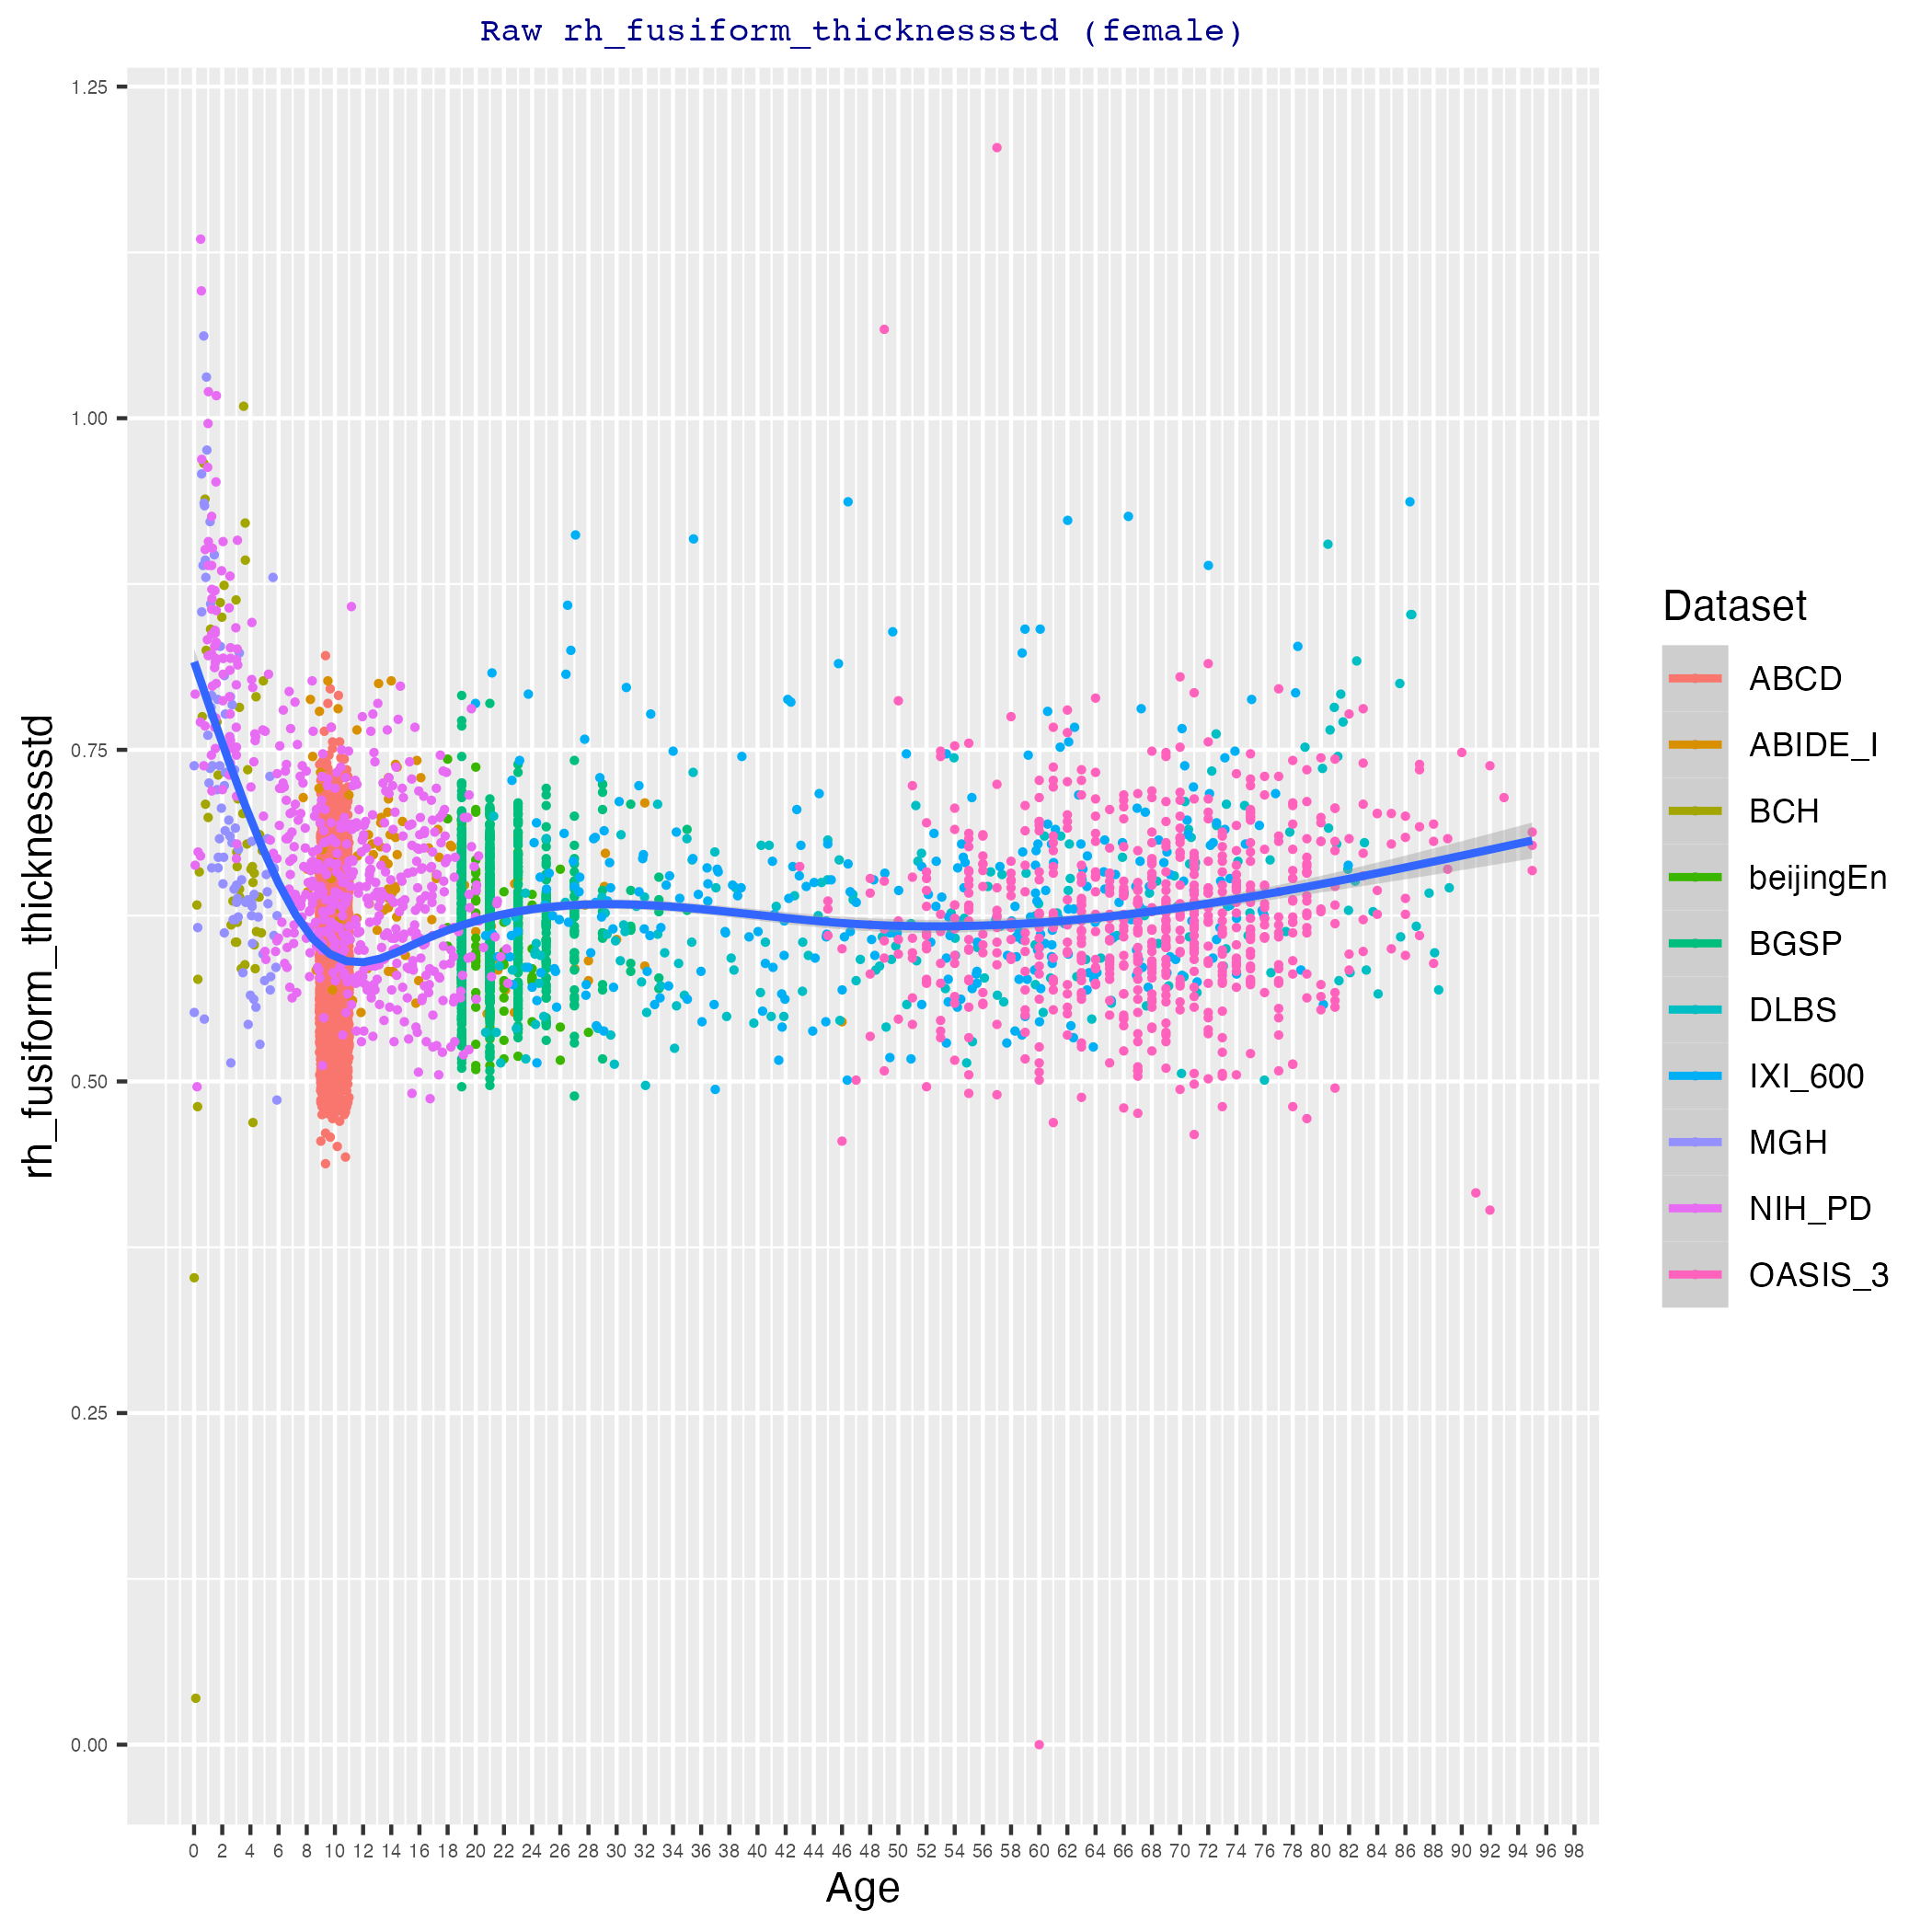 Raw rh_fusiform_thicknessstd (female)
rh_fusiform_thicknessstd
1.25
1.00
0.75
0.50
0.25
0.00
0 2 4 6 8 10 12 14 16 18 20 22 24 26 28 30 32 34 36 38 40 42 44 46 48 50 52 54 56 58 60 62 64 66 68 70 72 74 76 78 80 82 84 86 88 90 92 94 96 98
Age
Dataset
ABCD
ABIDE_I
BCH
beijingEn
BGSP
DLBS
IXI_600
MGH
NIH_PD
OASIS_3